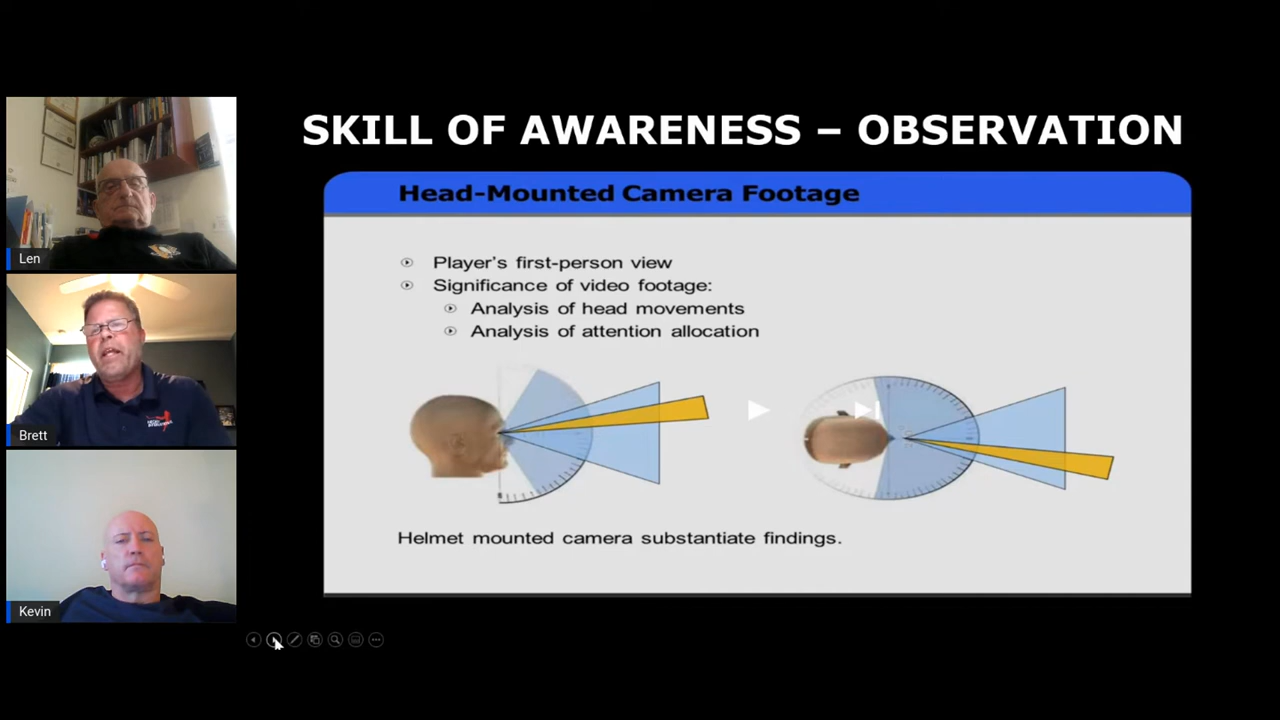 SKILL OF AWARENESS – OBSERVATION
Head-Mounted Camera Footage
Player's first-person view
Significance of video footage:
Analysis of head movements
Analysis of attention allocation
Helmet mounted camera substantiate findings.
Len
Brett
Kevin